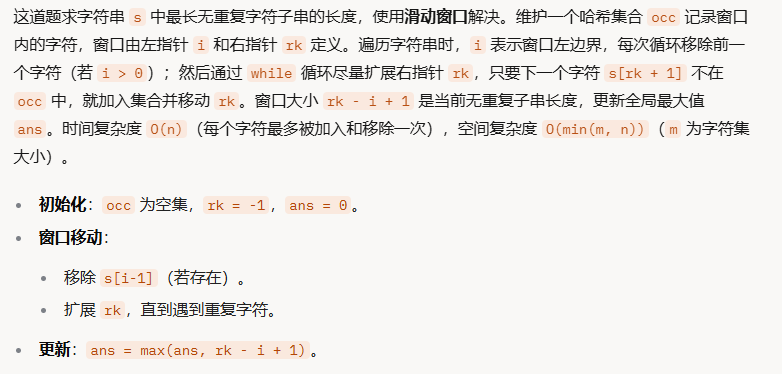 这道题求字符串 s 中最长无重复字符子串的长度，使用滑动窗口解决。维护一个哈希集合 occ 记录窗口
内的字符，窗口由左指针 i 和右指针 rk 定义。遍历字符串时，i 表示窗口左边界，每次循环移除前一
个字符（若 i > 0）；然后通过 while 循环尽量扩展右指针 rk，只要下一个字符 s[rk + 1] 不在
occ 中，就加入集合并移动 rk。窗口大小 rk - i + 1 是当前无重复子串长度，更新全局最大值
ans。时间复杂度 O(n)（每个字符最多被加入和移除一次），空间复杂度 O(min(m, n))（m 为字符集
大小）。
• 初始化：occ 为空集，rk = -1，ans = 0。
• 窗口移动：
• 移除 s[i-1]（若存在）。
• 扩展 rk，直到遇到重复字符。
• 更新：ans = max(ans, rk - i + 1)。